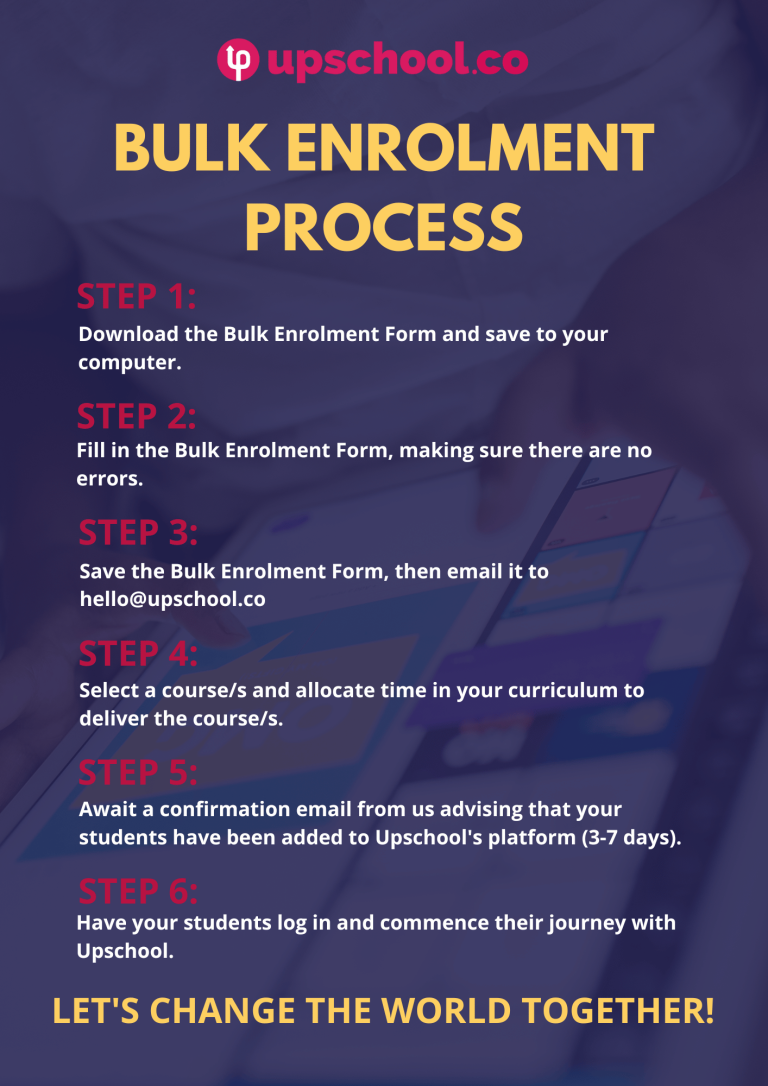 upschool.co
BULK ENROLMENT
PROCESS
STEP 1:
Download the Bulk Enrolment Form and save to your
computer.
STEP 2:
Fill in the Bulk Enrolment Form, making sure there are no
errors.
STEP 3:
Save the Bulk Enrolment Form, then email it to
hello@upschool.co
STEP 4:
Select a course/s and allocate time in your curriculum to
deliver the course/s.
STEP 5:
Await a confirmation email from us advising that your
students have been added to Upschool's platform (3-7 days).
STEP 6:
Have your students log in and commence their journey with
Upschool.
LET'S CHANGE THE WORLD TOGETHER!